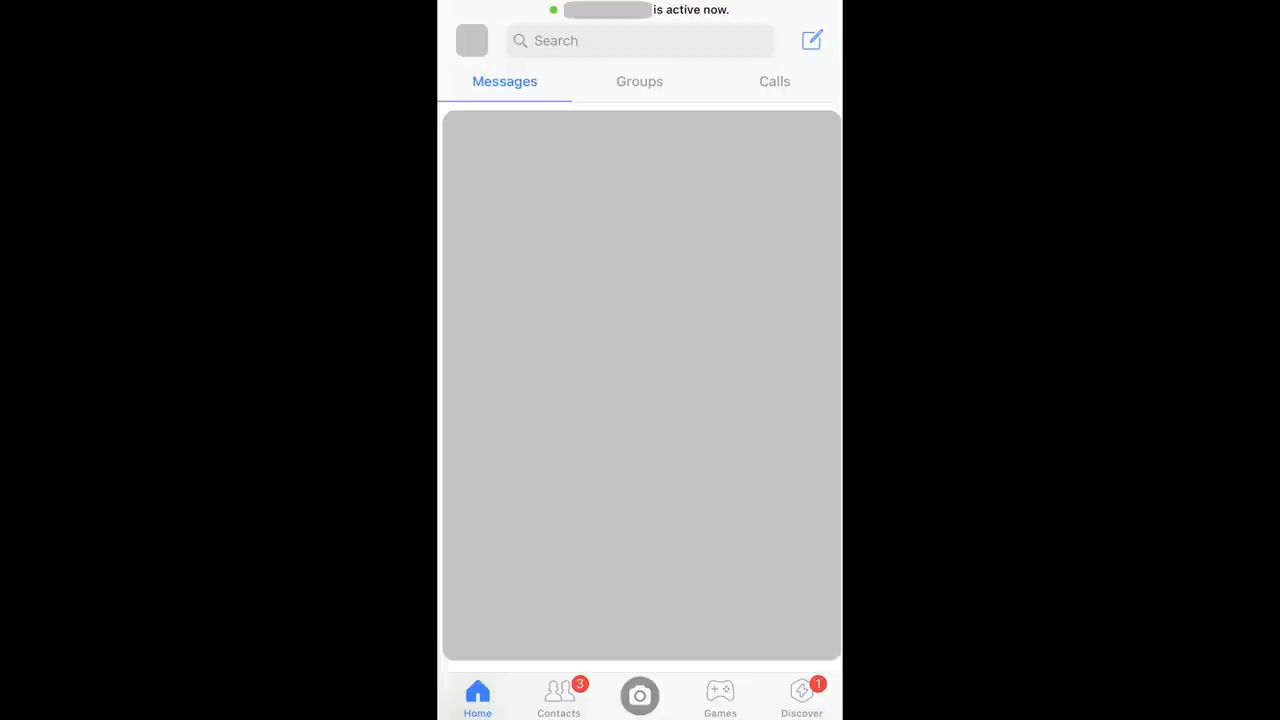 is active now.
Search
Messages Groups Calls
3 1
Home Contacts Games Discover